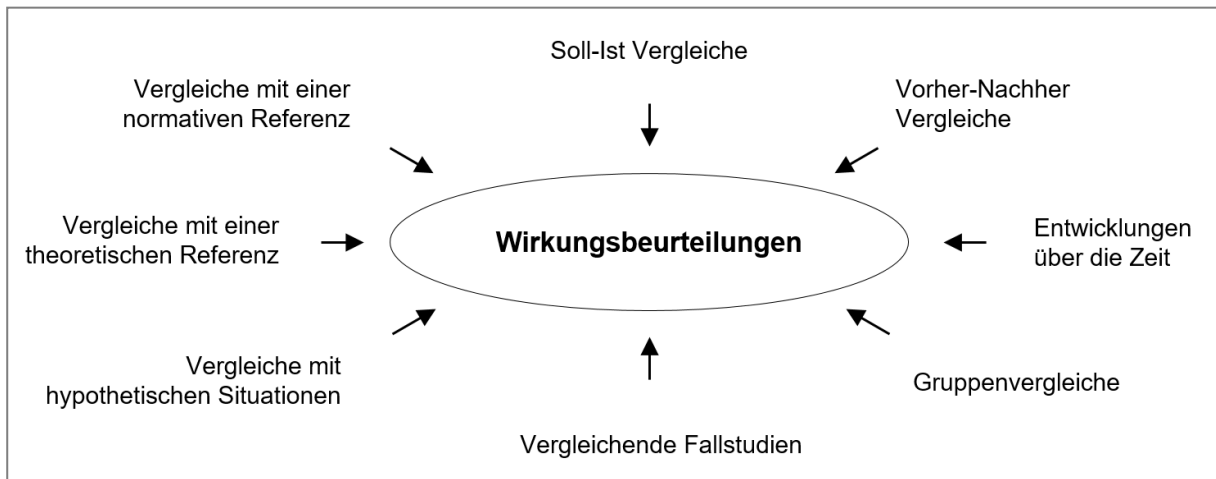 Soll-Ist Vergleiche
Vergleiche mit einer
normativen Referenz
Vorher-Nachher
Vergleiche
Vergleiche mit einer
theoretischen Referenz
Wirkungsbeurteilungen
Entwicklungen
über die Zeit
Vergleiche mit
hypothetischen Situationen
Gruppenvergleiche
Vergleichende Fallstudien